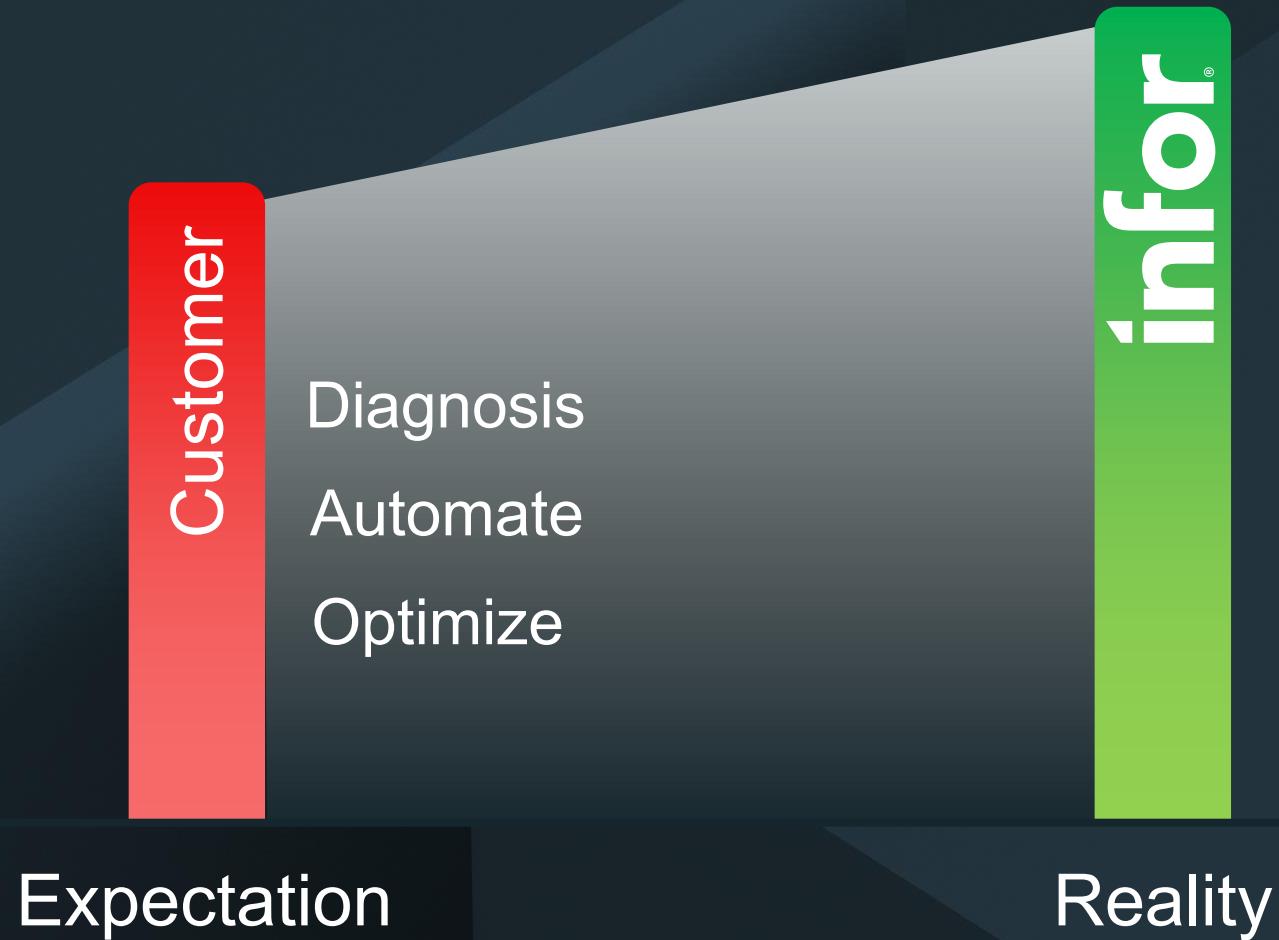 Customer
infor®
Diagnosis
Automate
Optimize
Expectation
Reality